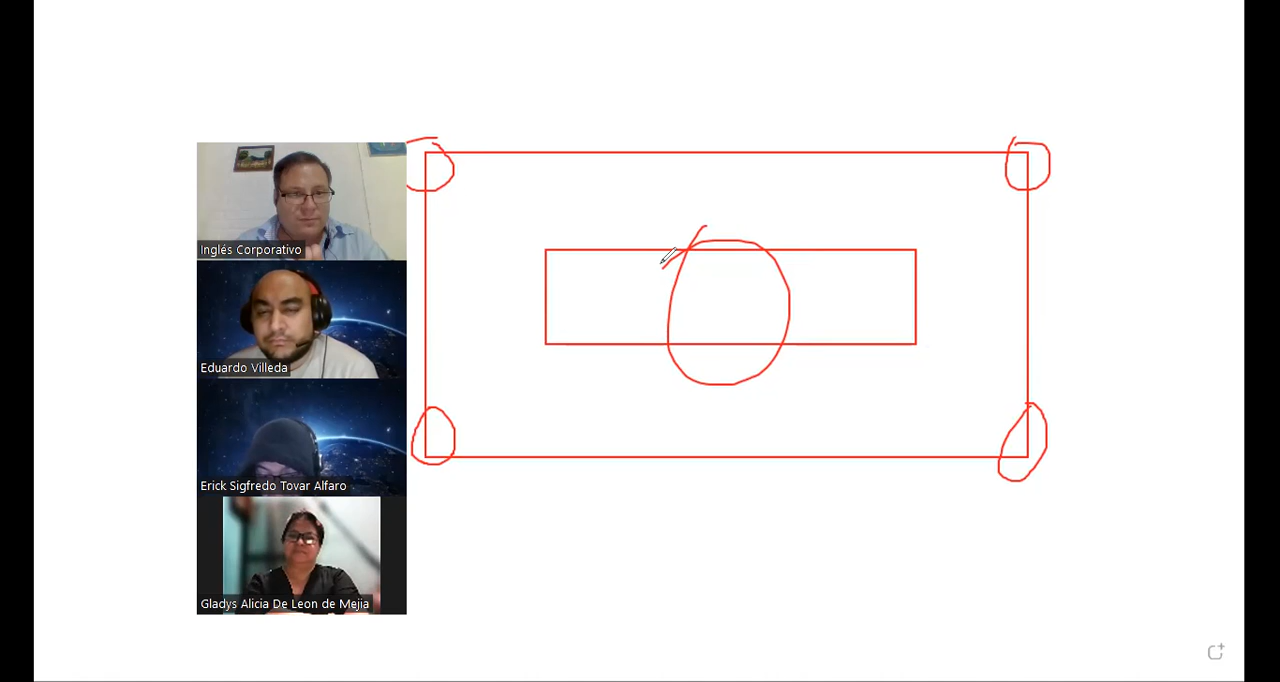 Inglés Corporativo
Eduardo Villeda
Erick Sigfredo Tovar Alfaro
Gladys Alicia De Leon de Mejia